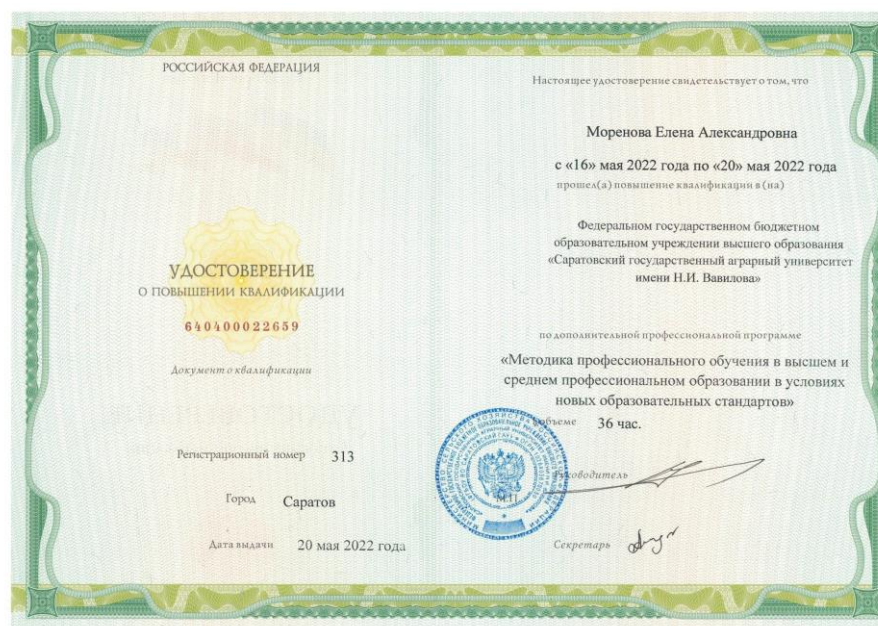 РОССИЙСКАЯ ФЕДЕРАЦИЯ
УДОСТОВЕРЕНИЕ
О ПОВЫШЕНИИ КВАЛИФИКАЦИИ
640400022659
Документ о квалификации
Регистрационный номер 313
Город Саратов
Дата выдачи 20 мая 2022 года
Настоящее удостоверение свидетельствует о том, что
Моренова Елена Александровна
с «16» мая 2022 года по «20» мая 2022 года
прошел(а) повышение квалификации в (на)
Федеральном государственном бюджетном
образовательном учреждении высшего образования
«Саратовский государственный аграрный университет
имени Н.И. Вавилова»
по дополнительной профессиональной программе
«Методика профессионального обучения в высшем и
среднем профессиональном образовании в условиях
новых образовательных стандартов»
в объеме 36 час.
Руководитель
М.П.
Секретарь